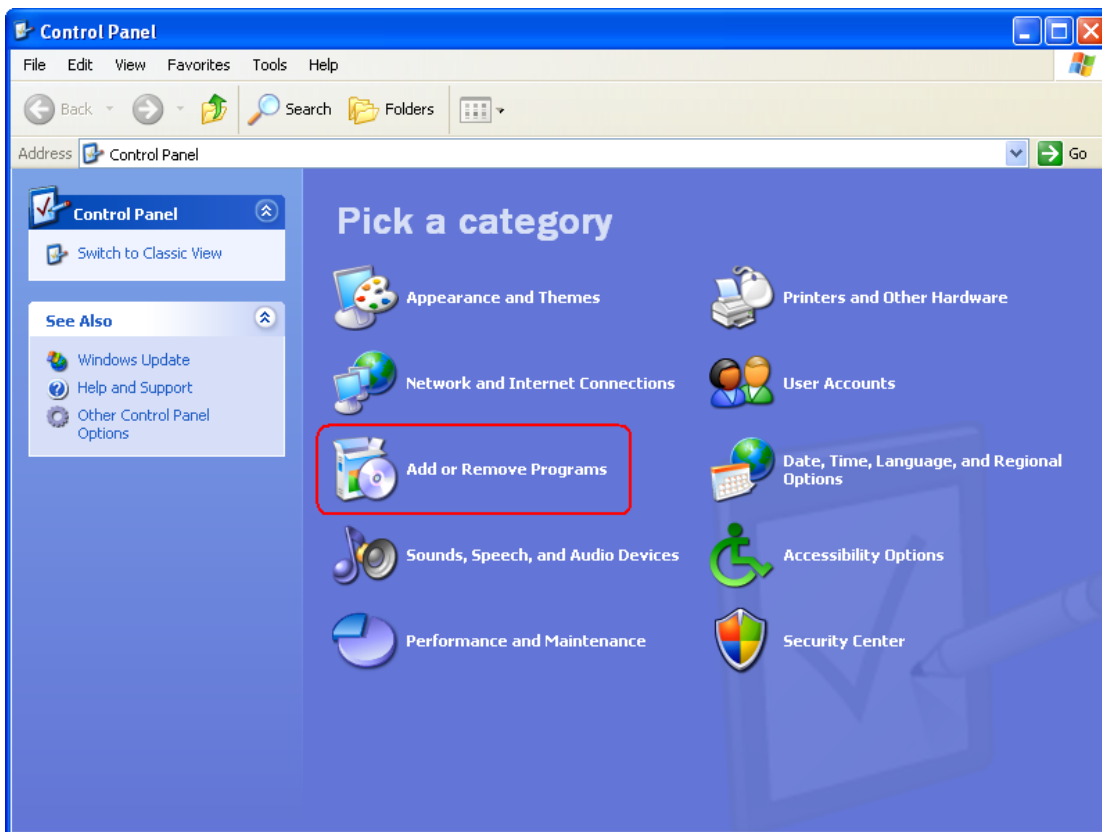 Control Panel
File Edit View Favorites Tools Help
Back Search Folders
Address Control Panel Go
Control Panel
Switch to Classic View
See Also
Windows Update
Help and Support
Other Control Panel
Options
Pick a category
Appearance and Themes
Printers and Other Hardware
Network and Internet Connections
User Accounts
Add or Remove Programs
Date, Time, Language, and Regional
Options
Sounds, Speech, and Audio Devices
Accessibility Options
Performance and Maintenance
Security Center